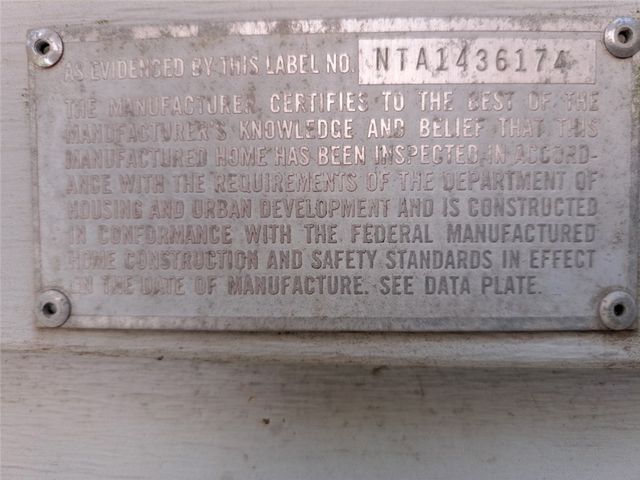 AS EVIDENCED BY THIS LABEL NO. NTA1436174
THE MANUFACTURER CERTIFIES TO THE BEST OF THE
MANUFACTURER'S KNOWLEDGE AND BELIEF THAT THIS
MANUFACTURED HOME HAS BEEN INSPECTED IN ACCORD-
ANCE WITH THE REQUIREMENTS OF THE DEPARTMENT OF
HOUSING AND URBAN DEVELOPMENT AND IS CONSTRUCTED
IN CONFORMANCE WITH THE FEDERAL MANUFACTURED
HOME CONSTRUCTION AND SAFETY STANDARDS IN EFFECT
ON THE DATE OF MANUFACTURE. SEE DATA PLATE.